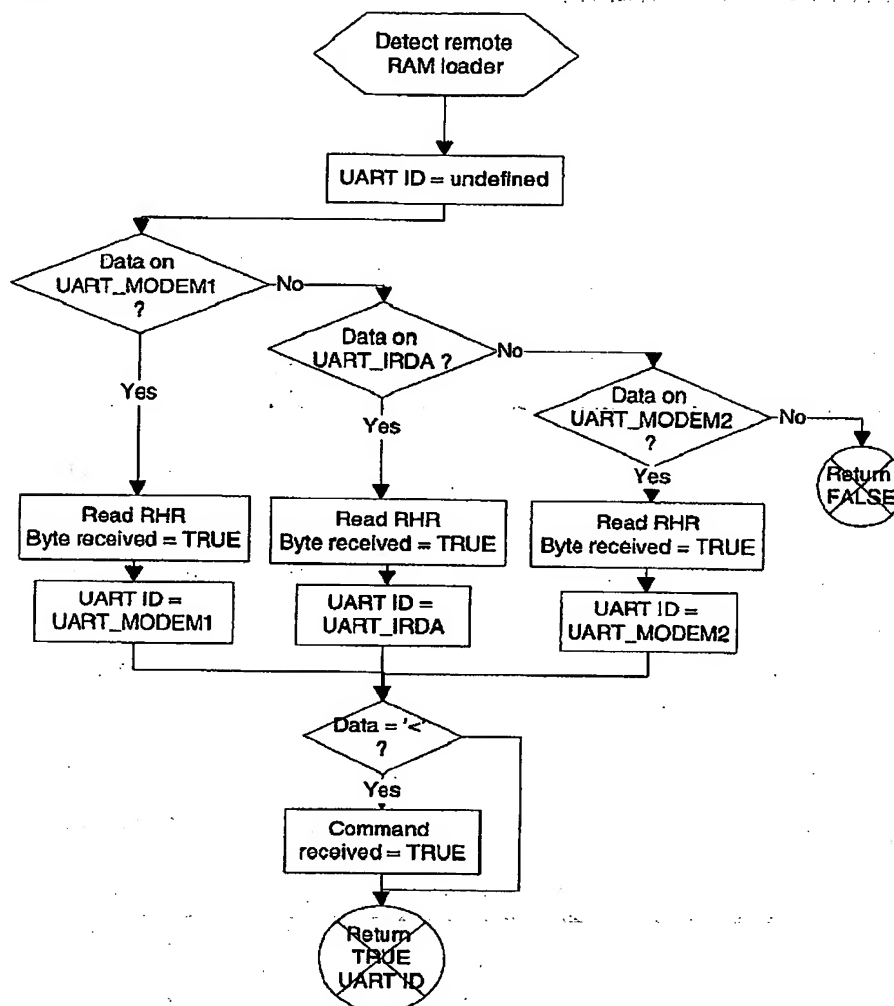 Detect remote
RAM loader
UART ID = undefined
Data on
UART_MODEM1
?
No
Data on
UART_IRDA ?
No
Data on
UART_MODEM2
?
No
Yes
Yes
Yes
Return
FALSE
Read RHR
Byte received = TRUE
Read RHR
Byte received = TRUE
Read RHR
Byte received = TRUE
UART ID =
UART_MODEM1
UART ID =
UART_IRDA
UART ID =
UART_MODEM2
Data = '<'
?
Yes
Command
received = TRUE
Return
TRUE
UART ID